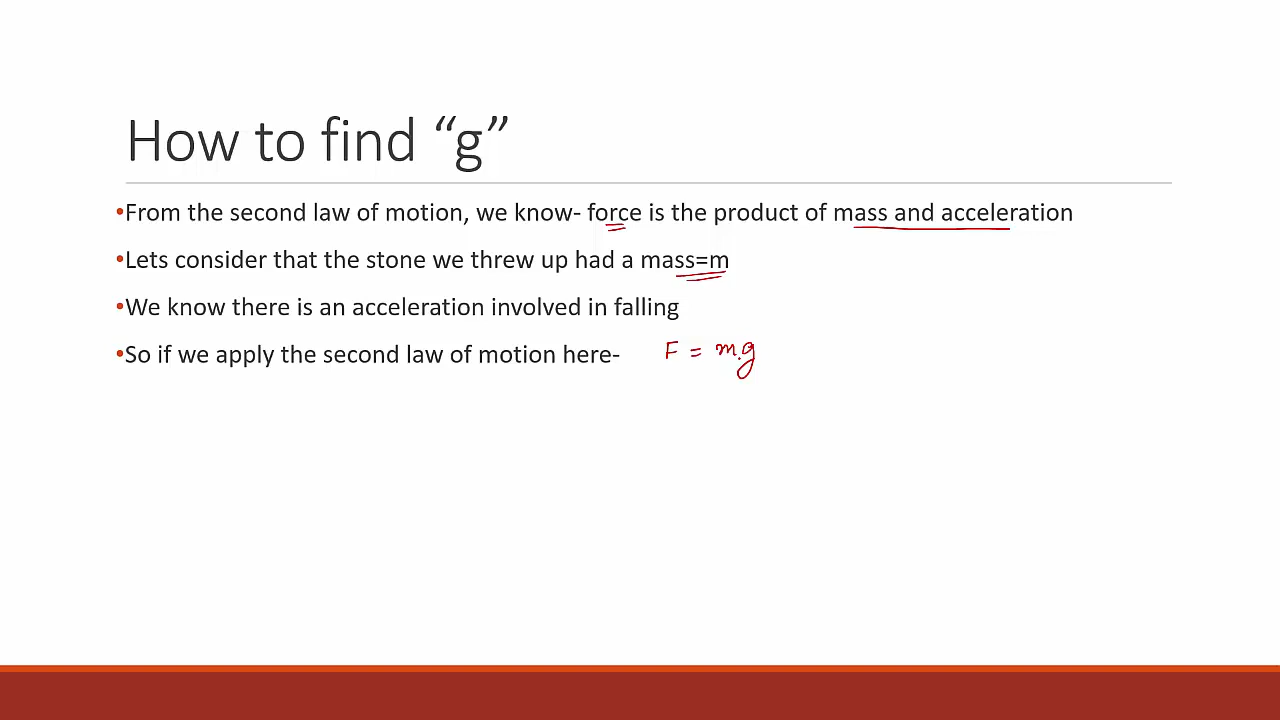 How to find “g”
•From the second law of motion, we know- force is the product of mass and acceleration
•Lets consider that the stone we threw up had a mass=m
•We know there is an acceleration involved in falling
•So if we apply the second law of motion here- F = m.g